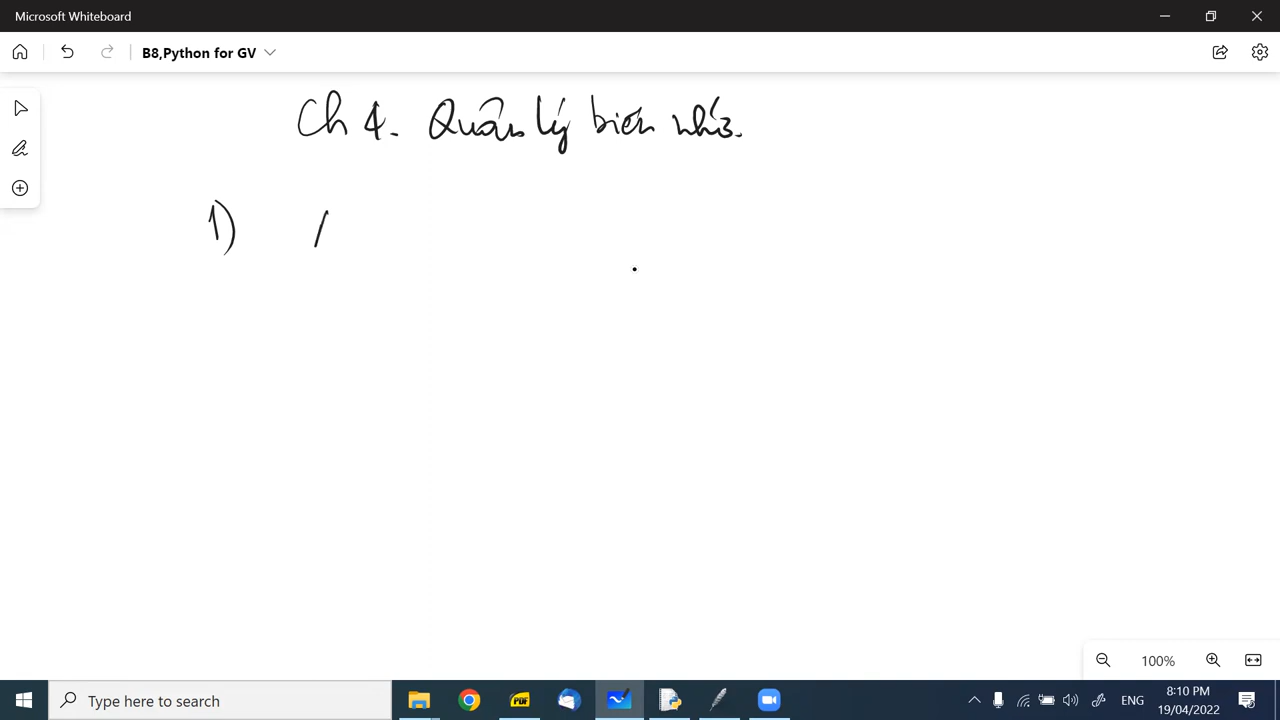 Microsoft Whiteboard
B8,Python for GV
Ch 4. Quản lý biến nhớ.
1)
100%
Type here to search
PDF
ENG
8:10 PM
19/04/2022